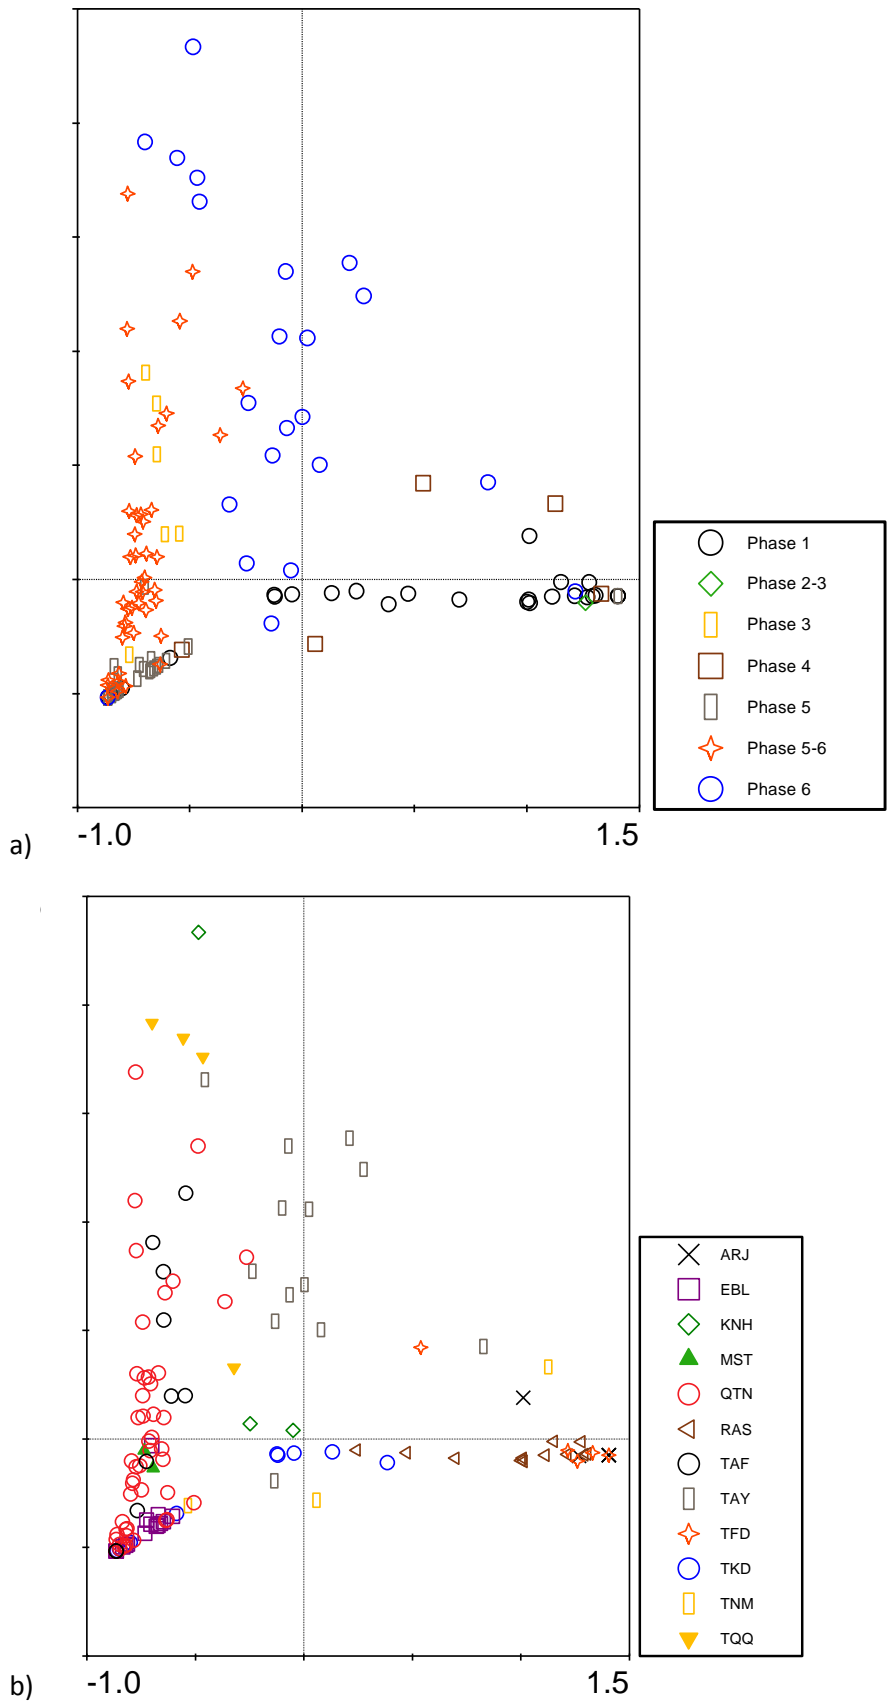 Phase 1
Phase 2-3
Phase 3
Phase 4
Phase 5
Phase 5-6
Phase 6
-1.0 1.5
a)
ARJ
EBL
KNH
MST
QTN
RAS
TAF
TAY
TFD
TKD
TNM
TQQ
-1.0 1.5
b)